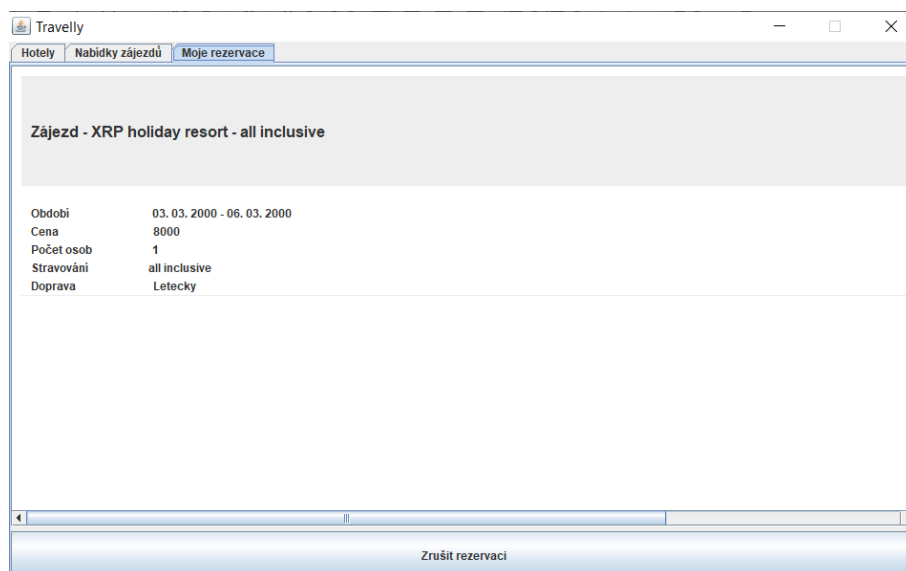 Travelly
Hotely Nabídky zájezdů Moje rezervace
Zájezd - XRP holiday resort - all inclusive
Období 03. 03. 2000 - 06. 03. 2000
Cena 8000
Počet osob 1
Stravování all inclusive
Doprava Letecky
Zrušit rezervaci